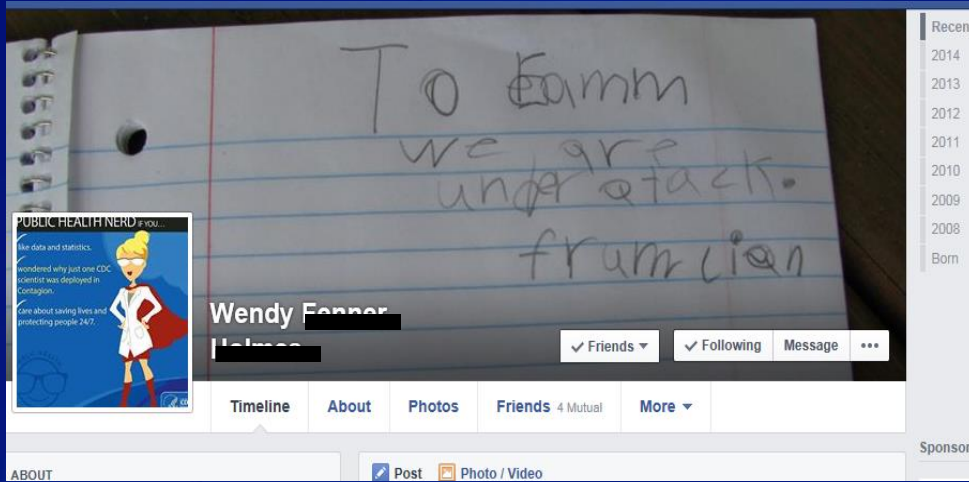 To Eamm
we are
under atack.
frum cian
PUBLIC HEALTH NERD IF YOU...
like data and statistics.
wondered why just one CDC
scientist was deployed in
Contagion.
care about saving lives and
protecting people 24/7.
Wendy
Friends
Following
Message
Timeline
About
Photos
Friends 4 Mutual
More
ABOUT
Post
Photo / Video
Recen
2014
2013
2012
2011
2010
2009
2008
Born
Sponsor